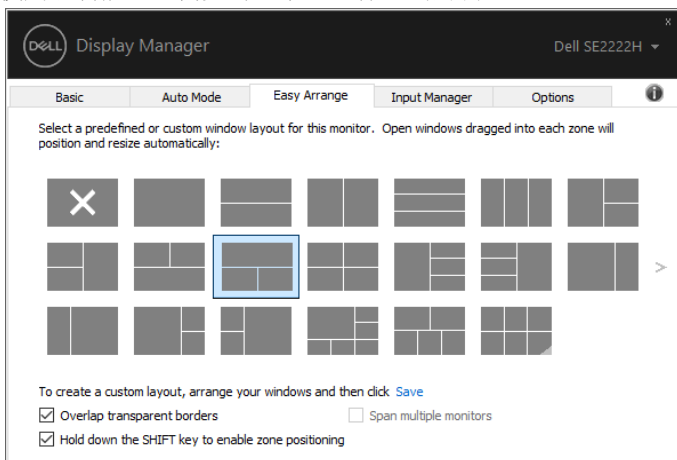 DELL Display Manager
Dell SE2222H
x
Basic
Auto Mode
Easy Arrange
Input Manager
Options
Select a predefined or custom window layout for this monitor. Open windows dragged into each zone will
position and resize automatically:
>
To create a custom layout, arrange your windows and then click Save
Overlap transparent borders
Span multiple monitors
Hold down the SHIFT key to enable zone positioning